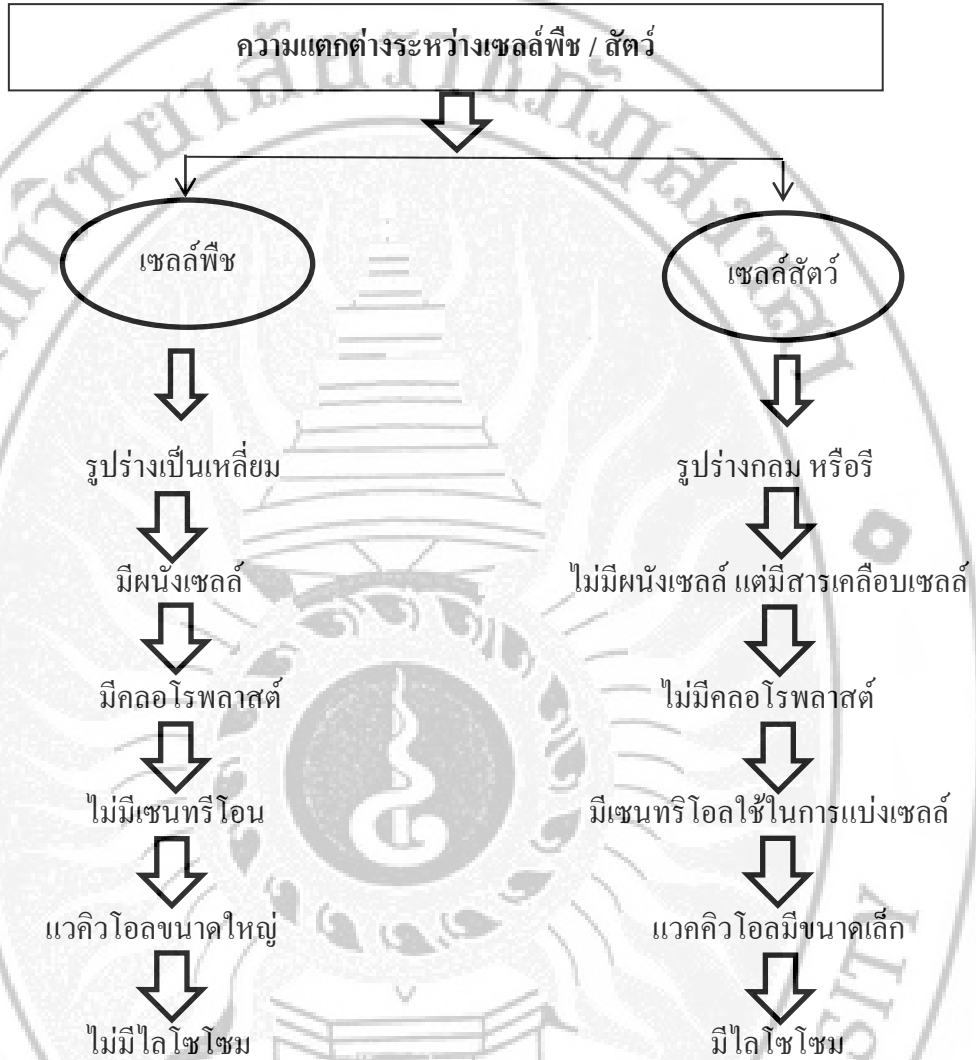 ความแตกต่างระหว่างเซลล์พืช / สัตว์
เซลล์พืช
เซลล์สัตว์
รูปร่างเป็นเหลี่ยม
รูปร่างกลม หรือรี
มีผนังเซลล์
ไม่มีผนังเซลล์ แต่มีสารเคลือบเซลล์
มีคลอโรพลาสต์
ไม่มีคลอโรพลาสต์
ไม่มีเซนทรีโอน
มีเซนทริโอลใช้ในการแบ่งเซลล์
แวคิวโอลขนาดใหญ่
แวคคิวโอลมีขนาดเล็ก
ไม่มีไลโซโซม
มีไลโซโซม